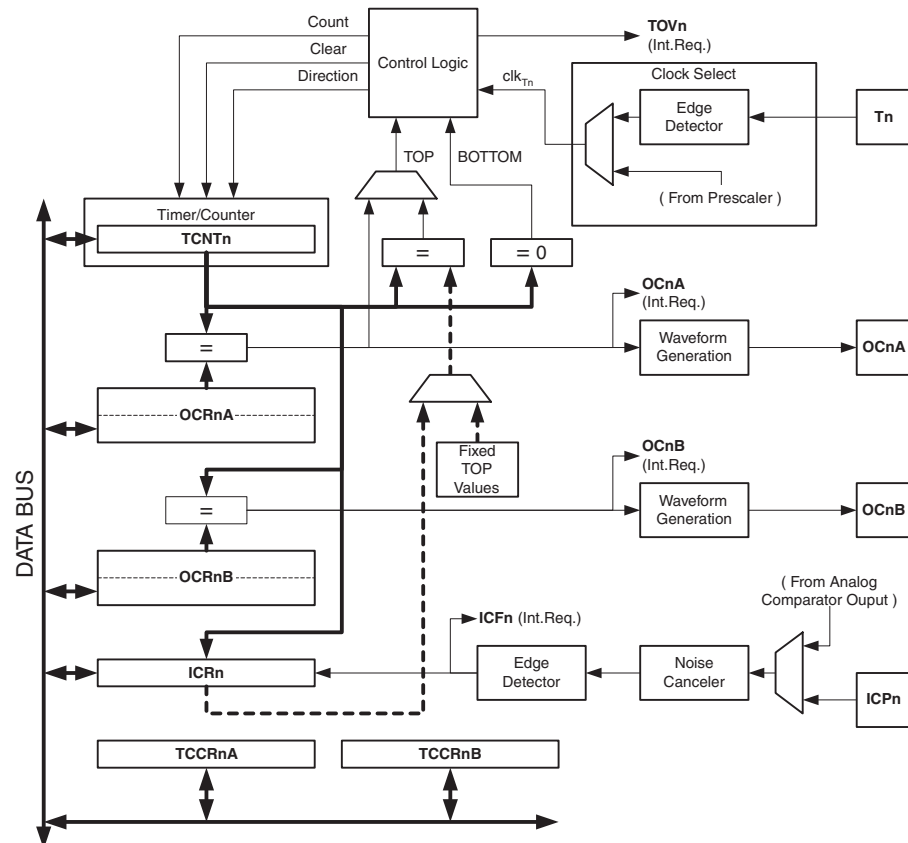 Count
Clear
Direction
Control Logic
TOVn
(Int.Req.)
clkTn
Clock Select
Edge
Detector
Tn
( From Prescaler )
TOP
BOTTOM
Timer/Counter
TCNTn
=
= 0
OCnA
(Int.Req.)
=
Waveform
Generation
OCnA
OCRnA
Fixed
TOP
Values
OCnB
(Int.Req.)
=
Waveform
Generation
OCnB
OCRnB
DATA BUS
( From Analog
Comparator Ouput )
ICFn (Int.Req.)
ICRn
Edge
Detector
Noise
Canceler
ICPn
TCCRnA
TCCRnB